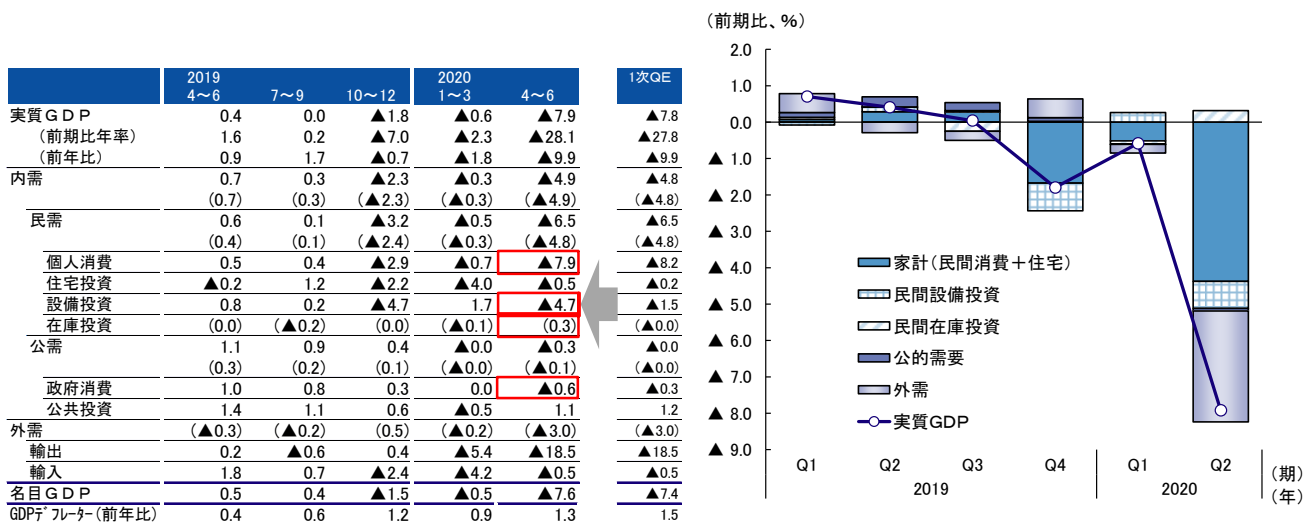 2019 2020 1次QE
4～6 7～9 10～12 1～3 4～6
実質ＧＤＰ 0.4 0.0 ▲1.8 ▲0.6 ▲7.9 ▲7.8
(前期比年率) 1.6 0.2 ▲7.0 ▲2.3 ▲28.1 ▲27.8
(前年比) 0.9 1.7 ▲0.7 ▲1.8 ▲9.9 ▲9.9
内需 0.7 0.3 ▲2.3 ▲0.3 ▲4.9 ▲4.8
(0.7) (0.3) (▲2.3) (▲0.3) (▲4.9) (▲4.8)
民需 0.6 0.1 ▲3.2 ▲0.5 ▲6.5 ▲6.5
(0.4) (0.1) (▲2.4) (▲0.3) (▲4.8) (▲4.8)
個人消費 0.5 0.4 ▲2.9 ▲0.7 ▲7.9 ▲8.2
住宅投資 ▲0.2 1.2 ▲2.2 ▲4.0 ▲0.5 ▲0.2
設備投資 0.8 0.2 ▲4.7 1.7 ▲4.7 ▲1.5
在庫投資 (0.0) (▲0.2) (0.0) (▲0.1) (0.3) (▲0.0)
公需 1.1 0.9 0.4 ▲0.0 ▲0.3 ▲0.0
(0.3) (0.2) (0.1) (▲0.0) (▲0.1) (▲0.0)
政府消費 1.0 0.8 0.3 0.0 ▲0.6 ▲0.3
公共投資 1.4 1.1 0.6 ▲0.5 1.1 1.2
外需 (▲0.3) (▲0.2) (0.5) (▲0.2) (▲3.0) (▲3.0)
輸出 0.2 ▲0.6 0.4 ▲5.4 ▲18.5 ▲18.5
輸入 1.8 0.7 ▲2.4 ▲4.2 ▲0.5 ▲0.5
名目ＧＤＰ 0.5 0.4 ▲1.5 ▲0.5 ▲7.6 ▲7.4
GDPﾃﾞﾌﾚｰﾀｰ(前年比) 0.4 0.6 1.2 0.9 1.3 1.5
(前期比、%)
2.0
1.0
0.0
▲ 1.0
▲ 2.0
▲ 3.0
▲ 4.0
▲ 5.0
▲ 6.0
▲ 7.0
▲ 8.0
▲ 9.0
家計(民間消費＋住宅)
民間設備投資
民間在庫投資
公的需要
外需
実質GDP
Q1 Q2 Q3 Q4 Q1 Q2 (期)
2019 2020 (年)